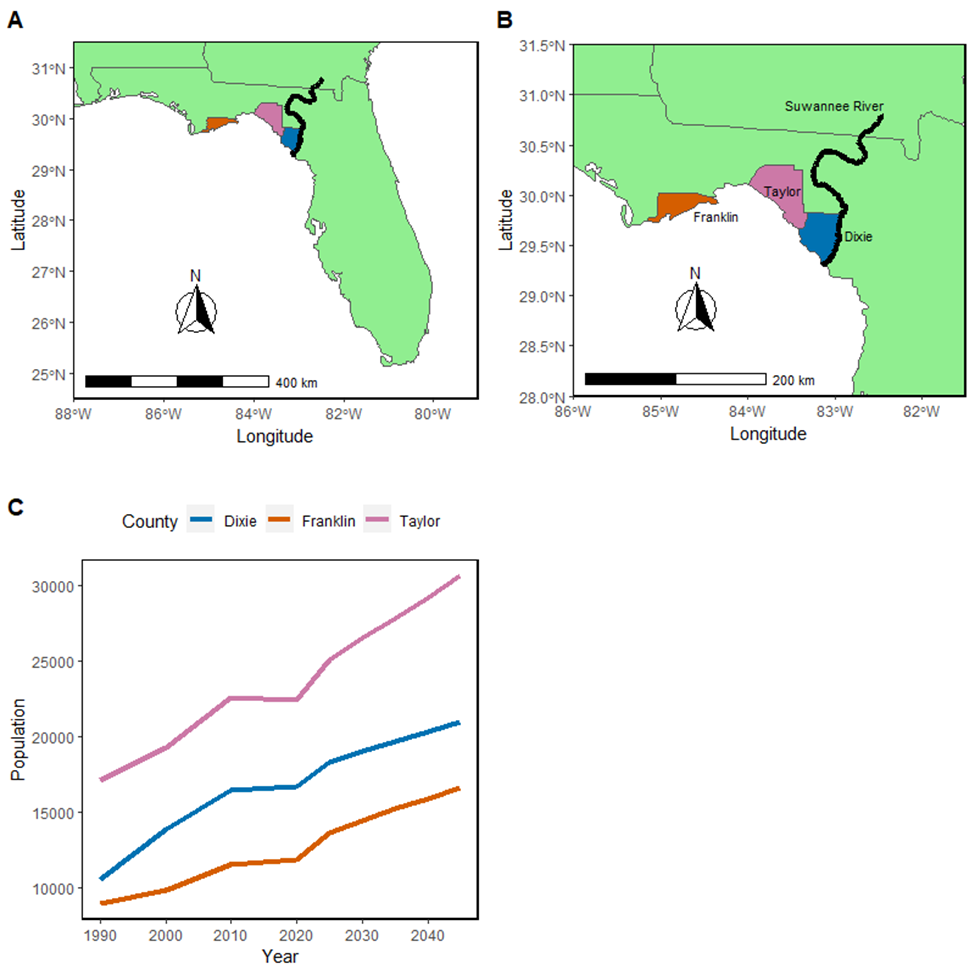 A
31°N
30°N
29°N
28°N
27°N
26°N
25°N
Latitude
N
400 km
88°W 86°W 84°W 82°W 80°W
Longitude
B
31.5°N
31.0°N
30.5°N
30.0°N
29.5°N
29.0°N
28.5°N
28.0°N
Latitude
Suwannee River
Taylor
Franklin
Dixie
N
200 km
86°W 85°W 84°W 83°W 82°W
Longitude
C
County Dixie Franklin Taylor
30000
25000
20000
15000
10000
Population
1990 2000 2010 2020 2030 2040
Year